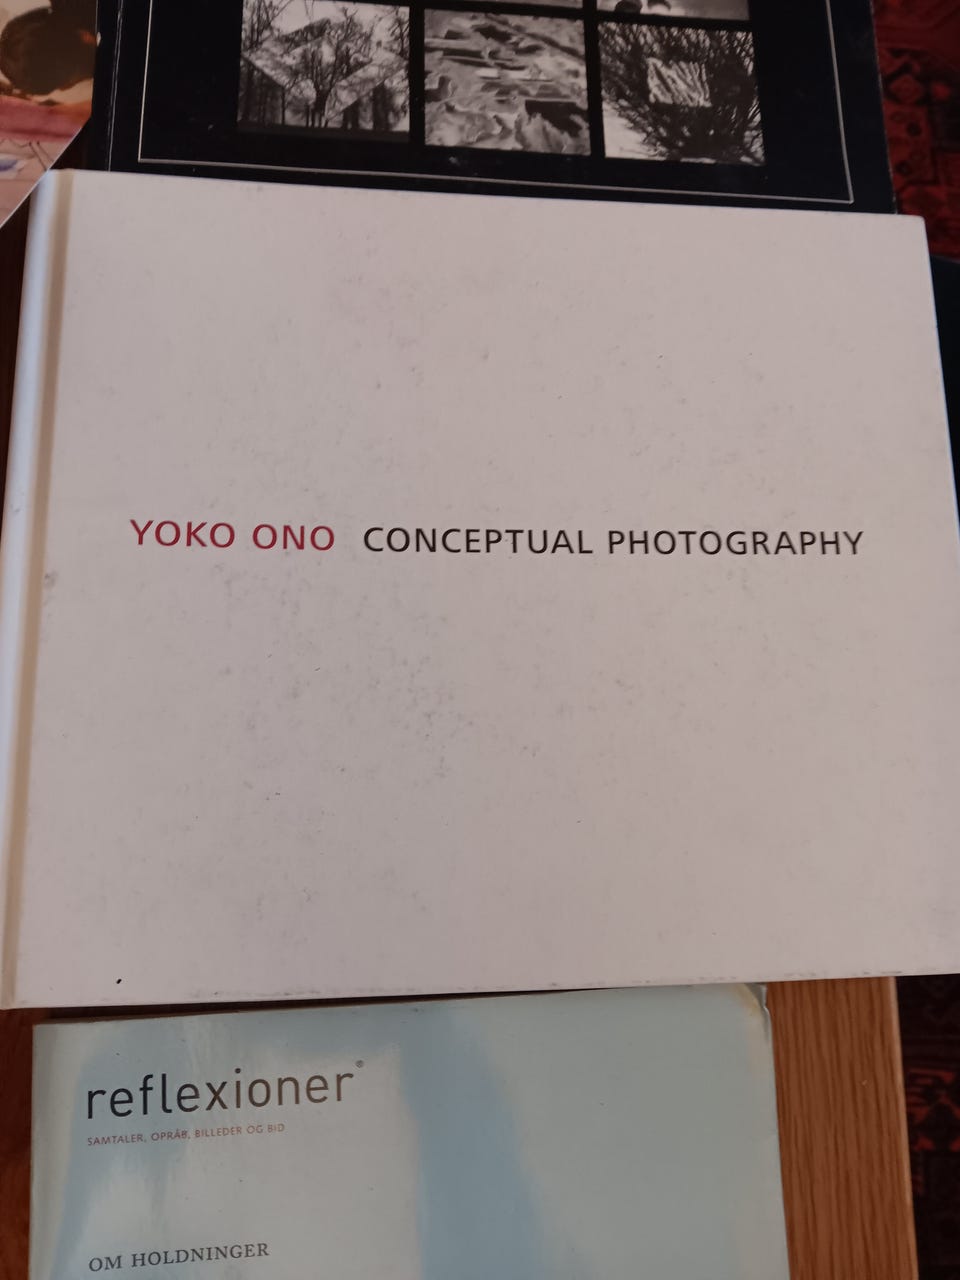 YOKO ONO CONCEPTUAL PHOTOGRAPHY
reflexioner®
SAMTALER, OPRÅB, BILLEDER OG BID
OM HOLDNINGER